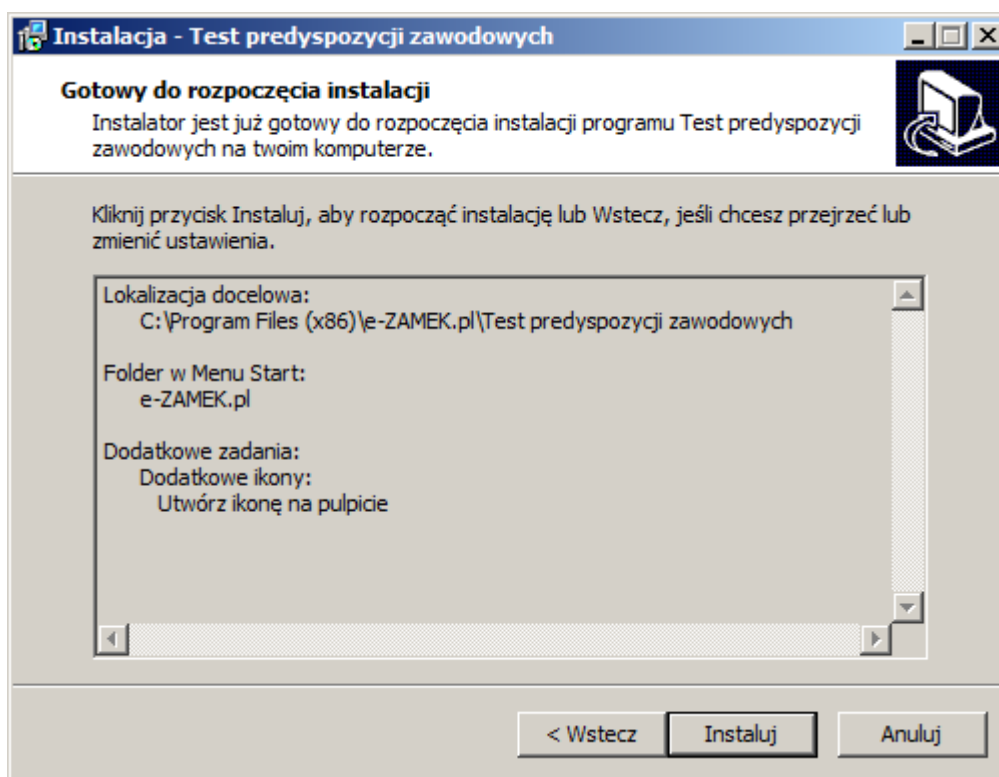 Instalacja - Test predyspozycji zawodowych
Gotowy do rozpoczęcia instalacji
Instalator jest już gotowy do rozpoczęcia instalacji programu Test predyspozycji
zawodowych na twoim komputerze.
Kliknij przycisk Instaluj, aby rozpocząć instalację lub Wstecz, jeśli chcesz przejrzeć lub
zmienić ustawienia.
Lokalizacja docelowa:
C:\Program Files (x86)\e-ZAMEK.pl\Test predyspozycji zawodowych
Folder w Menu Start:
e-ZAMEK.pl
Dodatkowe zadania:
Dodatkowe ikony:
Utwórz ikonę na pulpicie
< Wstecz Instaluj Anuluj